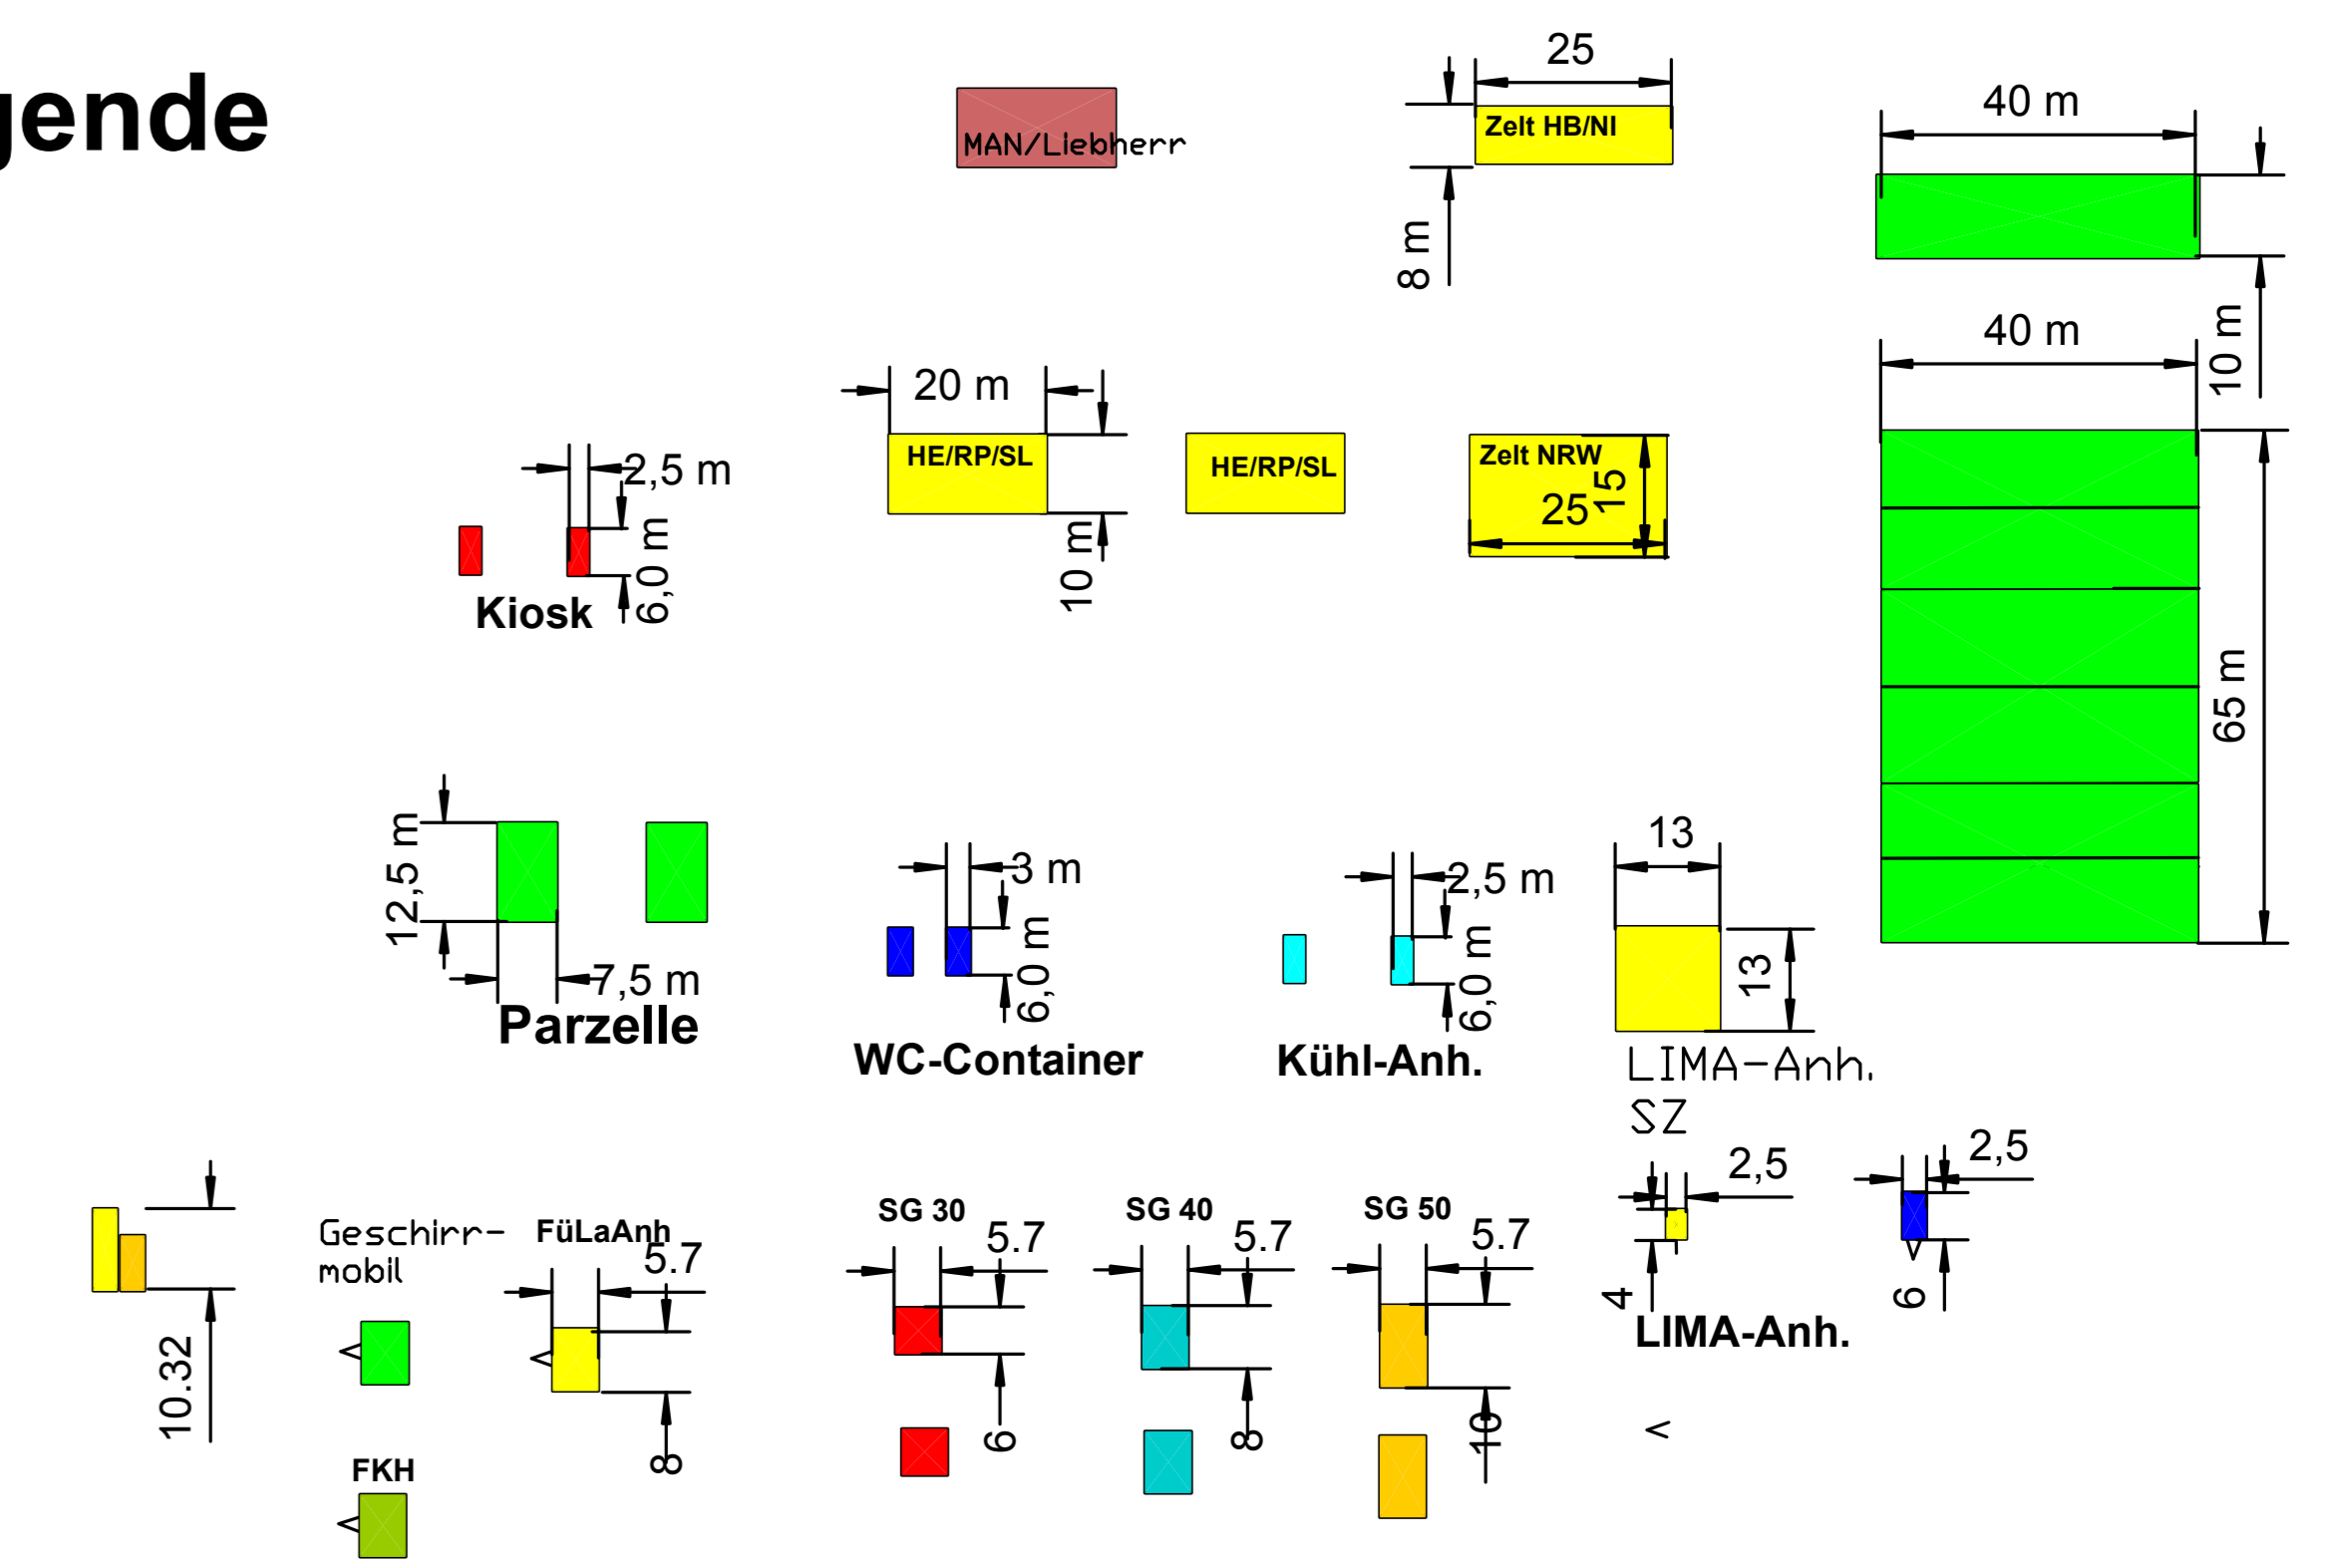 gende
MAN/Liebherr
25
Zelt HB/NI
8 m
40 m
10 m
40 m
65 m
2,5 m
6,0 m
Kiosk
20 m
HE/RP/SL
10 m
HE/RP/SL
Zelt NRW
15
25
12,5 m
7,5 m
Parzelle
3 m
6,0 m
WC-Container
2,5 m
6,0 m
Kühl-Anh.
13
13
LIMA-Anh.
SZ
10.32
Geschirr-
mobil
FüLaAnh
5.7
8
FKH
SG 30
5.7
6
SG 40
5.7
8
SG 50
5.7
10
2,5
4
LIMA-Anh.
2,5
6